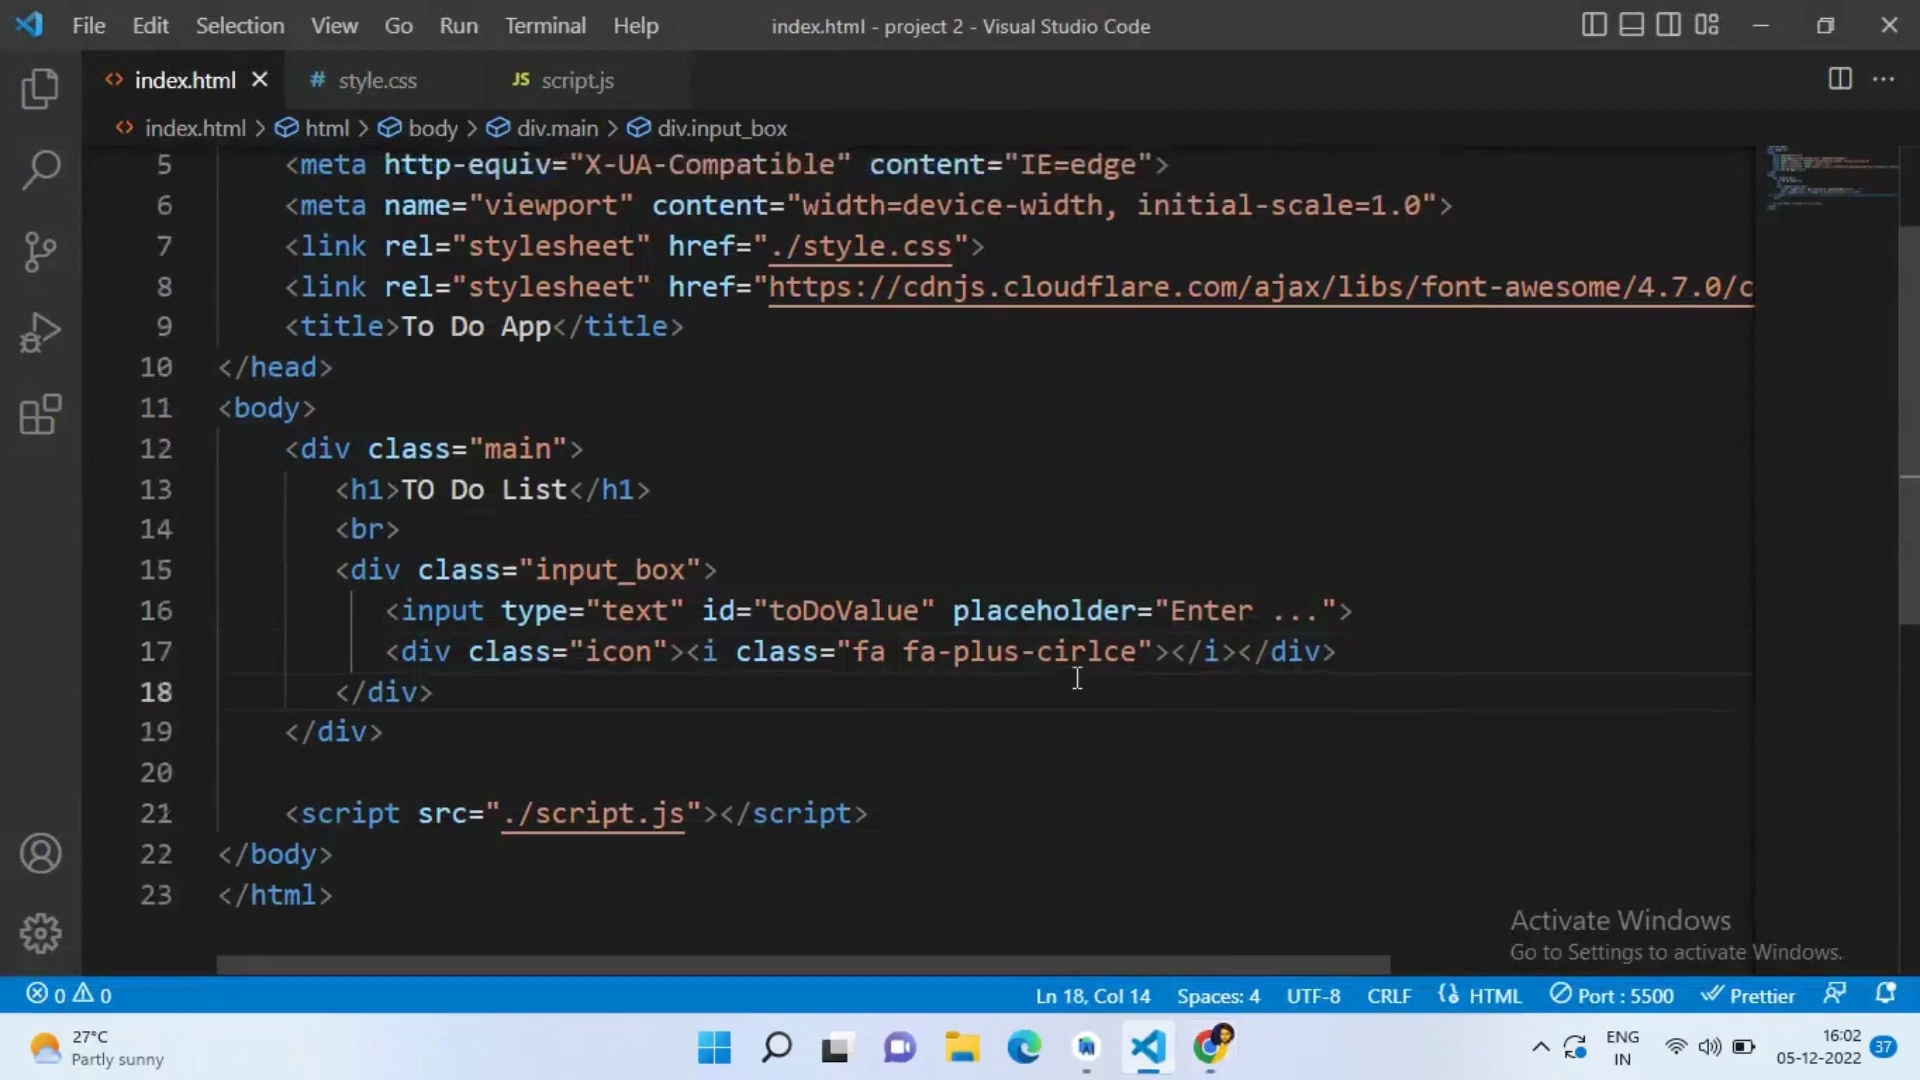 File Edit Selection View Go Run Terminal Help index.html - project 2 - Visual Studio Code
index.html style.css JS script.js
index.html > html > body > div.main > div.input_box
5 <meta http-equiv="X-UA-Compatible" content="IE=edge">
6 <meta name="viewport" content="width=device-width, initial-scale=1.0">
7 <link rel="stylesheet" href="./style.css">
8 <link rel="stylesheet" href="https://cdnjs.cloudflare.com/ajax/libs/font-awesome/4.7.0/c
9 <title>To Do App</title>
10 </head>
11 <body>
12 <div class="main">
13 <h1>TO Do List</h1>
14 <br>
15 <div class="input_box">
16 <input type="text" id="toDoValue" placeholder="Enter ...">
17 <div class="icon"><i class="fa fa-plus-cirlce"></i></div>
18 </div>
19 </div>
20
21 <script src="./script.js"></script>
22 </body>
23 </html>
Activate Windows
Go to Settings to activate Windows.
0 0 Ln 18, Col 14 Spaces: 4 UTF-8 CRLF HTML Port : 5500 Prettier
27°C
Partly sunny
ENG
IN
16:02
05-12-2022
37